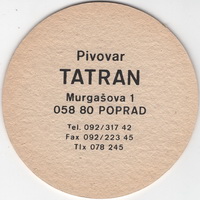 Pivovar
TATRAN
Murgašova 1
058 80 POPRAD
Tel. 092/317 42
Fax 092/223 45
Tlx 078 245